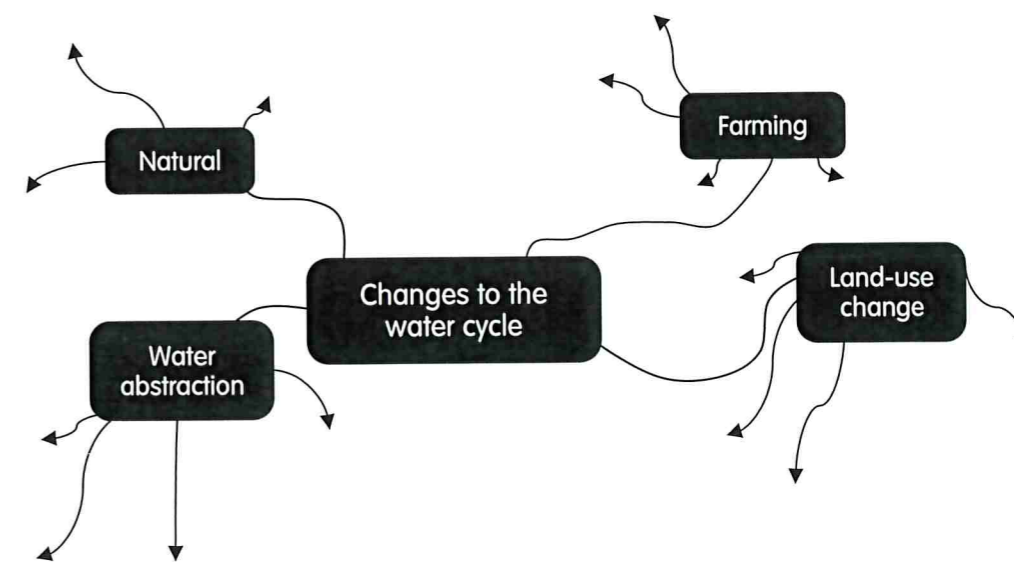 Natural
Farming
Changes to the
water cycle
Land-use
change
Water
abstraction